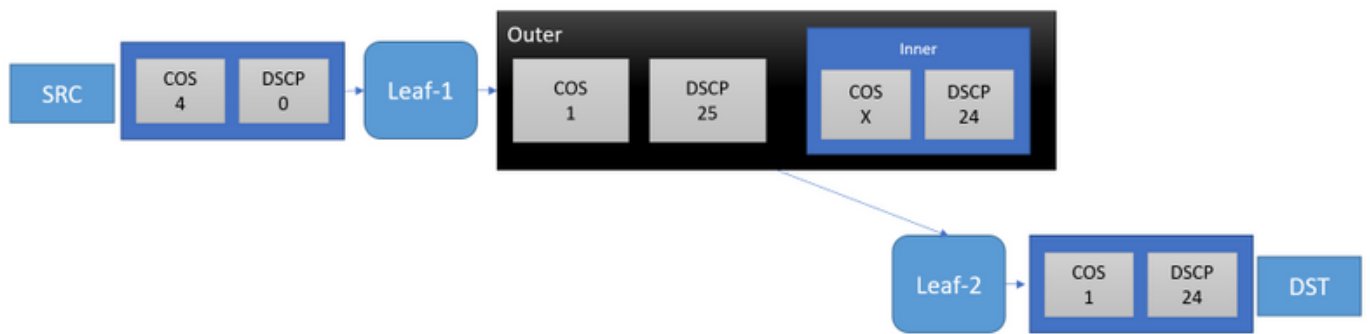 SRC
COS
4
DSCP
0
Leaf-1
Outer
COS
1
DSCP
25
Inner
COS
X
DSCP
24
Leaf-2
COS
1
DSCP
24
DST